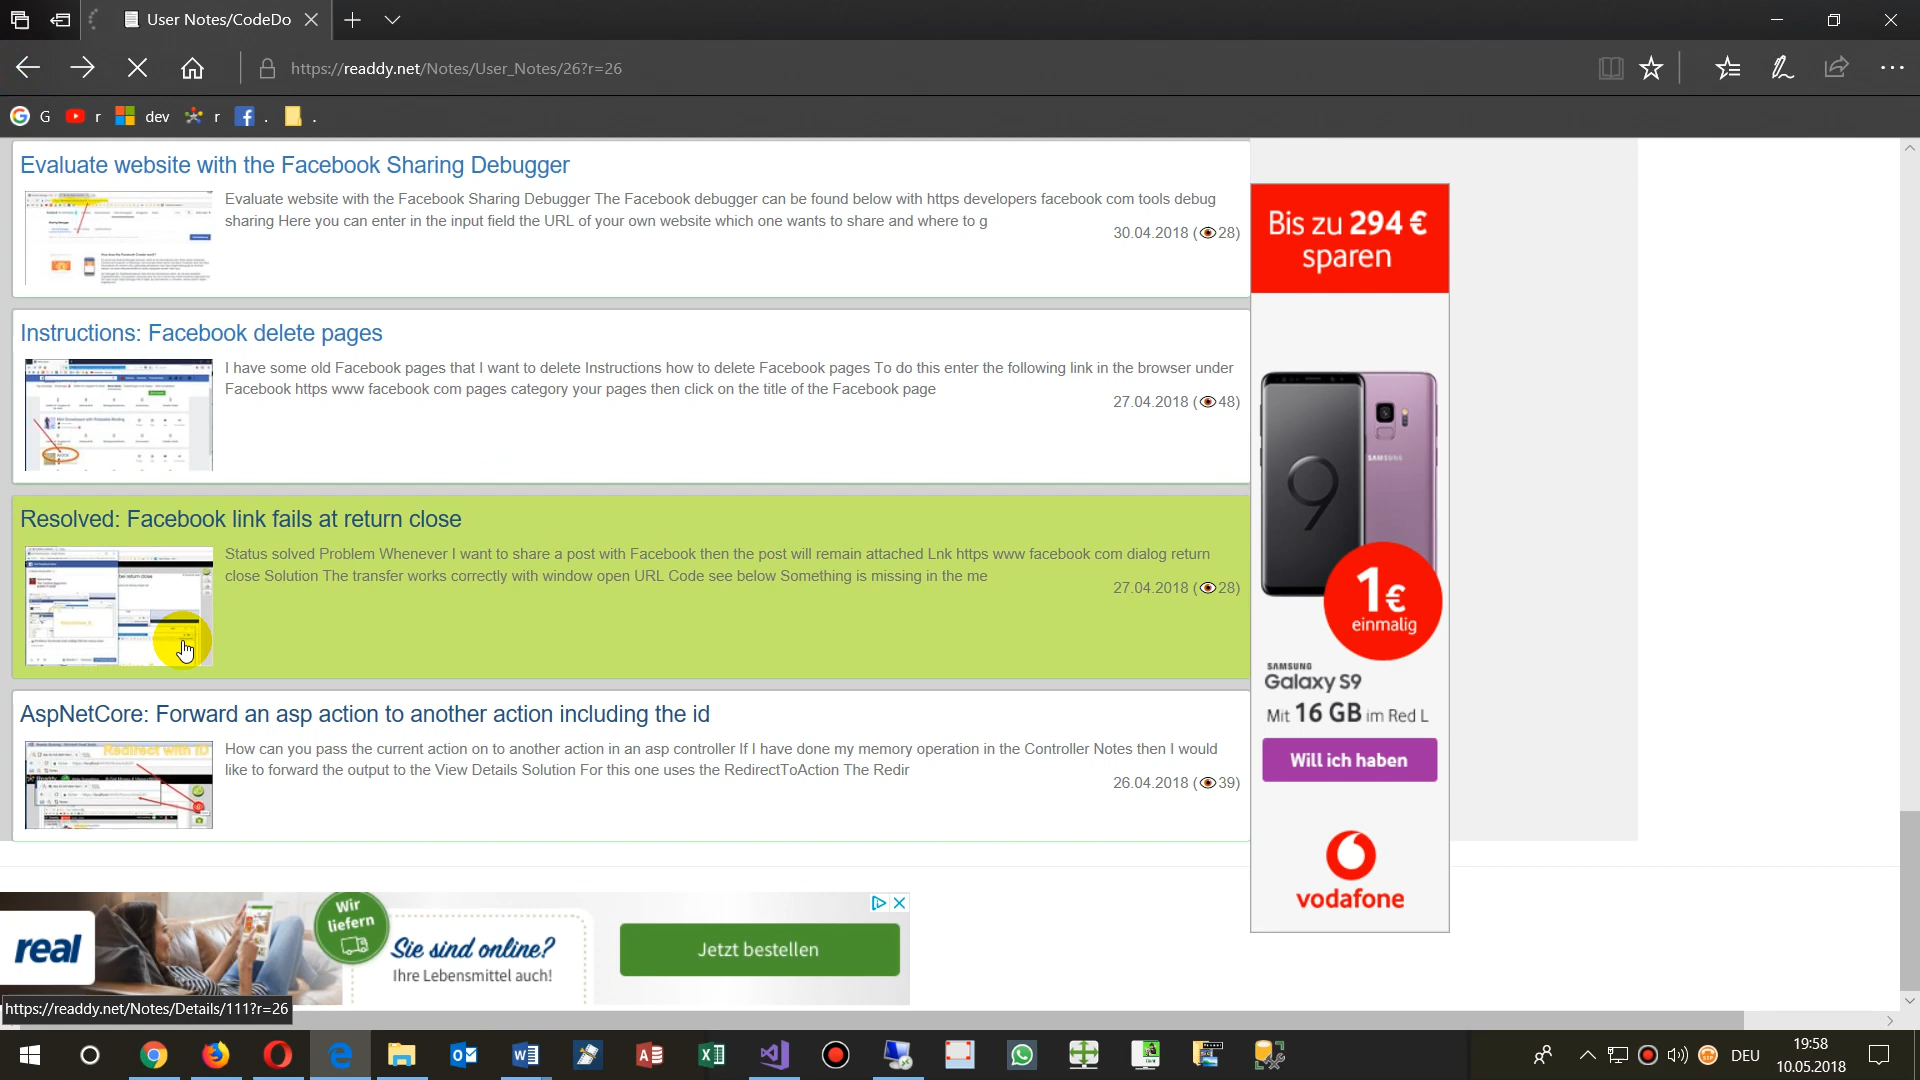 User Notes/CodeDo
https://readdy.net/Notes/User_Notes/26?r=26
G
r
dev
r
.
.
Evaluate website with the Facebook Sharing Debugger
Evaluate website with the Facebook Sharing Debugger The Facebook debugger can be found below with https developers facebook com tools debug
sharing Here you can enter in the input field the URL of your own website which one wants to share and where to g
30.04.2018 (28)
Instructions: Facebook delete pages
I have some old Facebook pages that I want to delete Instructions how to delete Facebook pages To do this enter the following link in the browser under
Facebook https www facebook com pages category your pages then click on the title of the Facebook page
27.04.2018 (48)
Resolved: Facebook link fails at return close
Status solved Problem Whenever I want to share a post with Facebook then the post will remain attached Lnk https www facebook com dialog return
close Solution The transfer works correctly with window open URL Code see below Something is missing in the me
27.04.2018 (28)
AspNetCore: Forward an asp action to another action including the id
Redirect with ID
How can you pass the current action on to another action in an asp controller If I have done my memory operation in the Controller Notes then I would
like to forward the output to the View Details Solution For this one uses the RedirectToAction The Redir
26.04.2018 (39)
Bis zu 294 €
sparen
SAMSUNG
9
1€
einmalig
SAMSUNG
Galaxy S9
Mit 16 GB im Red L
Will ich haben
vodafone
real
Wir
liefern
Sie sind online?
Ihre Lebensmittel auch!
Jetzt bestellen
https://readdy.net/Notes/Details/111?r=26
DEU
19:58
10.05.2018